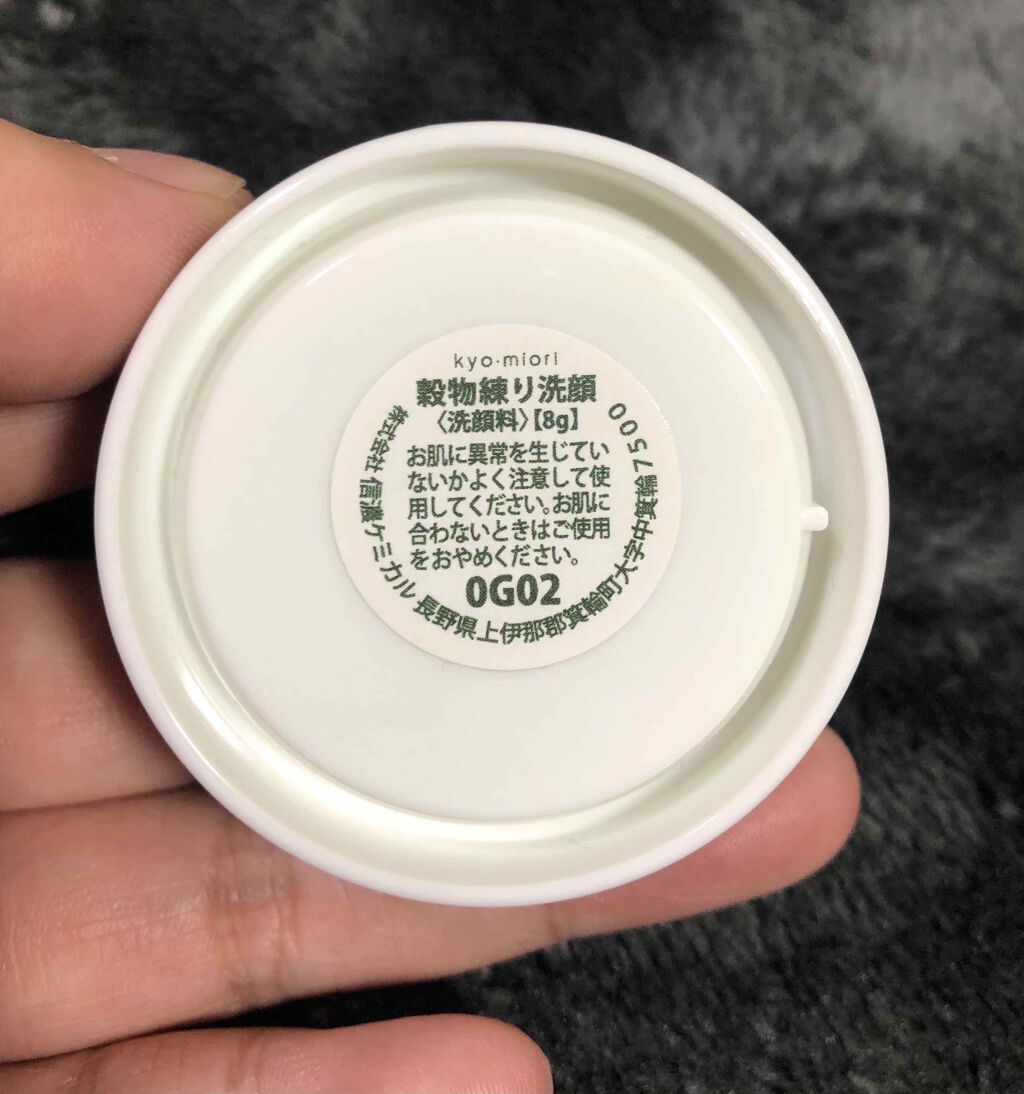 kyo·miori
穀物練り洗顔
〈洗顔料〉【8g】
お肌に異常を生じてい
ないかよく注意して使
用してください。お肌に
合わないときはご使用
をおやめください。
0G02
株式会社 信濃ケミカル 長野県上伊那郡箕輪町大字中箕輪7500